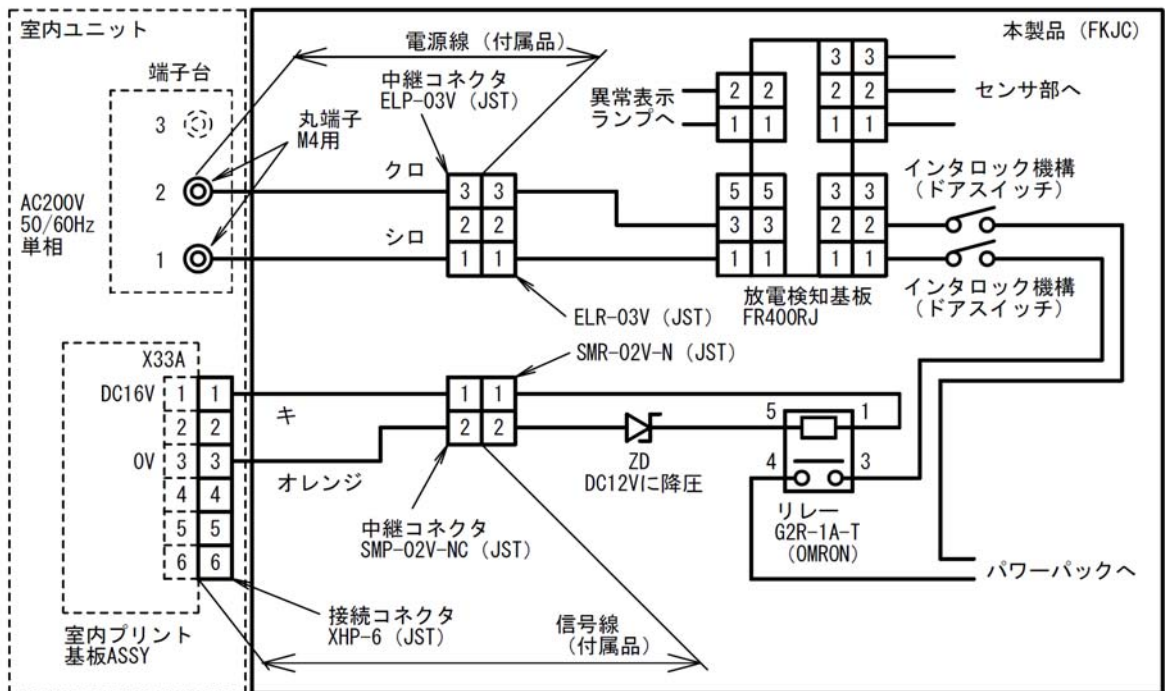 室内ユニット
本製品（FKJC）
電源線（付属品）
端子台
中継コネクタ
ELP-03V（JST）
異常表示
ランプへ
センサ部へ
3 3
2 2
1 1
2 2
1 1
3
丸端子
M4用
クロ
2
AC200V
50/60Hz
単相
シロ
1
3 3
2 2
1 1
5 5
3 3
1 1
3 3
2 2
1 1
インタロック機構
（ドアスイッチ）
インタロック機構
（ドアスイッチ）
放電検知基板
FR400RJ
ELR-03V（JST）
SMR-02V-N（JST）
X33A
DC16V
0V
1 1
2 2
3 3
4 4
5 5
6 6
キ
オレンジ
1 1
2 2
ZD
DC12Vに降圧
5
1
4
3
リレー
G2R-1A-T
（OMRON）
中継コネクタ
SMP-02V-NC（JST）
パワーパックへ
接続コネクタ
XHP-6（JST）
信号線
（付属品）
室内プリント
基板ASSY